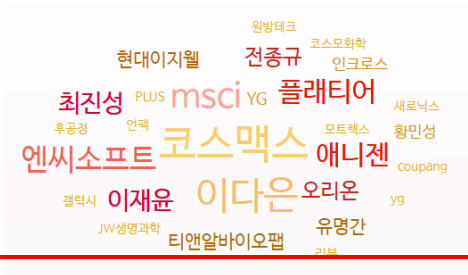 원방테크
코스모화학
현대이지웰 전종규 인크로스
최진성 PLUS msci YG 플래티어 새로닉스
후공정 언팩 코스맥스 모트렉스 황민성
엔씨소프트 애니젠 coupang
갤럭시 이재윤 이다은 오리온 yg
JW생명과학 유명간
티앤알바이오팹 리뷰